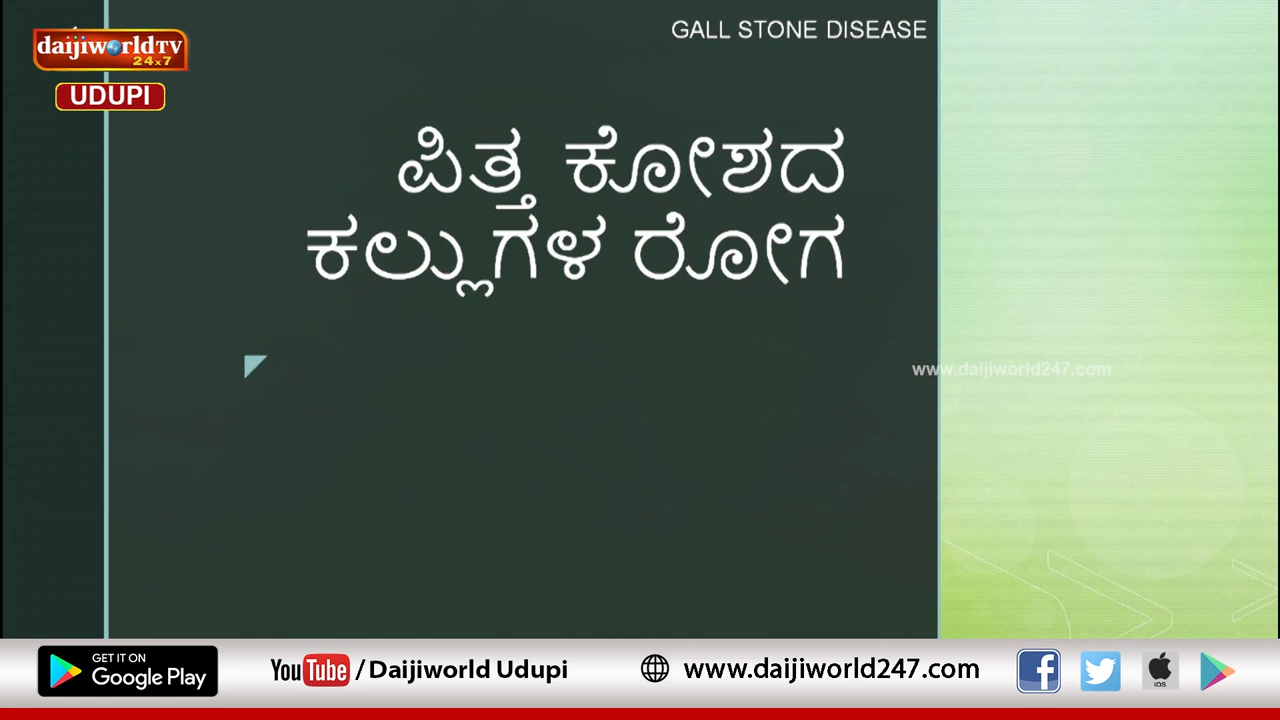 GALL STONE DISEASE
daijiworldTV
24x7
UDUPI
ಪಿತ್ತ ಕೋಶದ
ಕಲ್ಲುಗಳ ರೋಗ
www.daijiworld247.com
GET IT ON
Google Play
YouTube / Daijiworld Udupi
www.daijiworld247.com
iOS